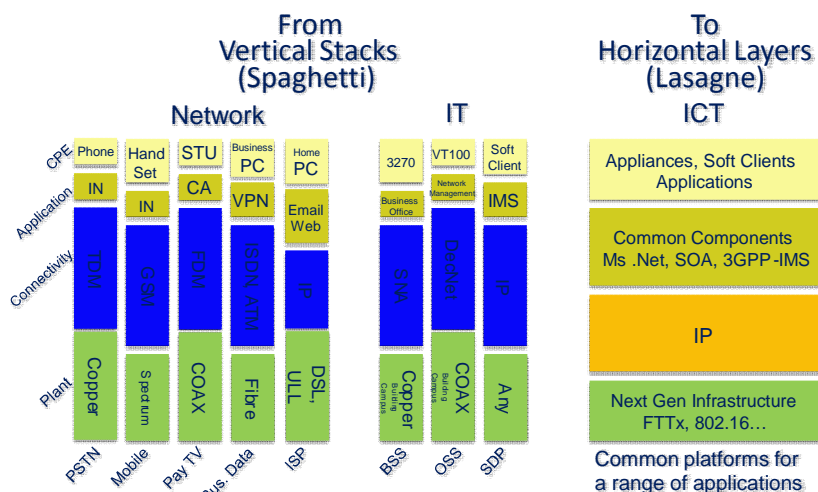 From
Vertical Stacks
(Spaghetti)
To
Horizontal Layers
(Lasagne)
Network
IT
ICT
CPE
Phone
Hand
Set
STU
Business
PC
Home
PC
3270
VT100
Soft
Client
Appliances, Soft Clients
Applications
Application
IN
IN
CA
VPN
Email
Web
Business
Office
Network
Management
IMS
Common Components
Ms .Net, SOA, 3GPP-IMS
Connectivity
TDM
GSM
FDM
ISDN, ATM
IP
SNA
DecNet
IP
IP
Plant
Copper
Spectrum
COAX
Fibre
DSL,
ULL
Copper
Building
Campus
COAX
Building
Campus
Any
Next Gen Infrastructure
FTTx, 802.16…
PSTN
Mobile
Pay TV
Bus. Data
ISP
BSS
OSS
SDP
Common platforms for
a range of applications